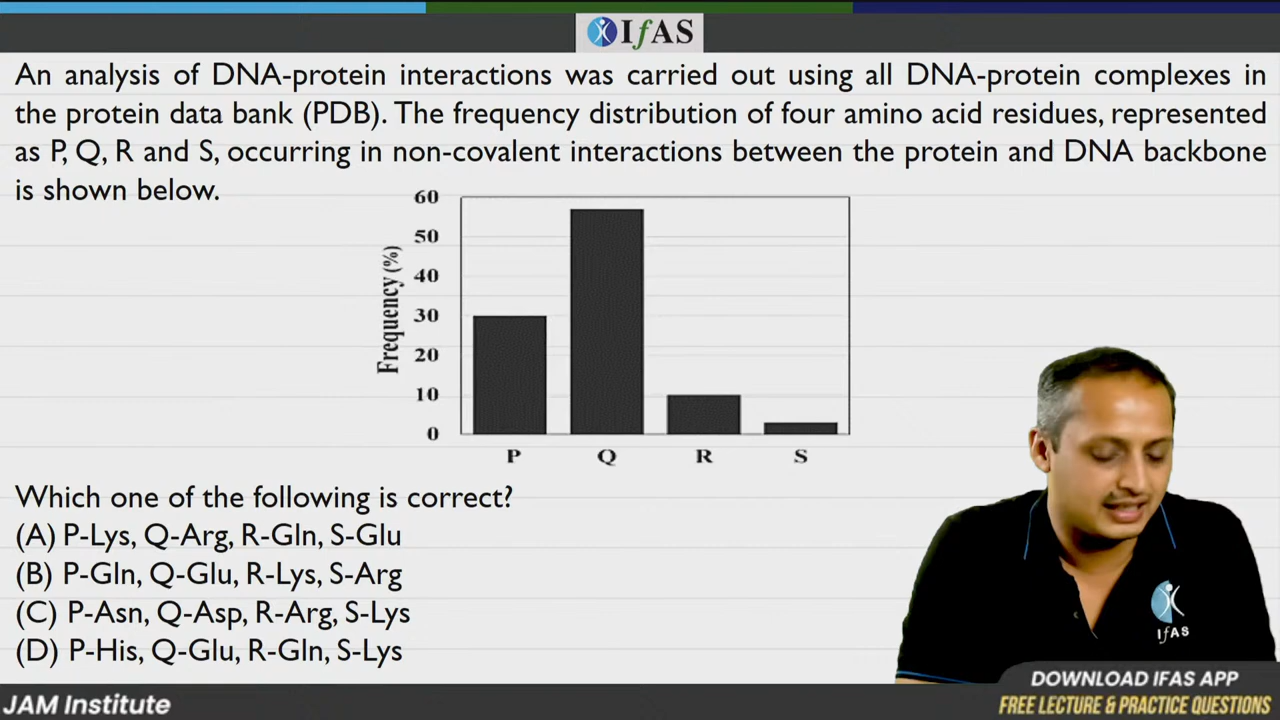 IfAS
An analysis of DNA-protein interactions was carried out using all DNA-protein complexes in
the protein data bank (PDB). The frequency distribution of four amino acid residues, represented
as P, Q, R and S, occurring in non-covalent interactions between the protein and DNA backbone
is shown below.
60
50
40
30
20
10
0
Frequency (%)
P Q R S
Which one of the following is correct?
(A) P-Lys, Q-Arg, R-Gln, S-Glu
(B) P-Gln, Q-Glu, R-Lys, S-Arg
(C) P-Asn, Q-Asp, R-Arg, S-Lys
(D) P-His, Q-Glu, R-Gln, S-Lys
IfAS
DOWNLOAD IFAS APP
FREE LECTURE & PRACTICE QUESTIONS
JAM Institute